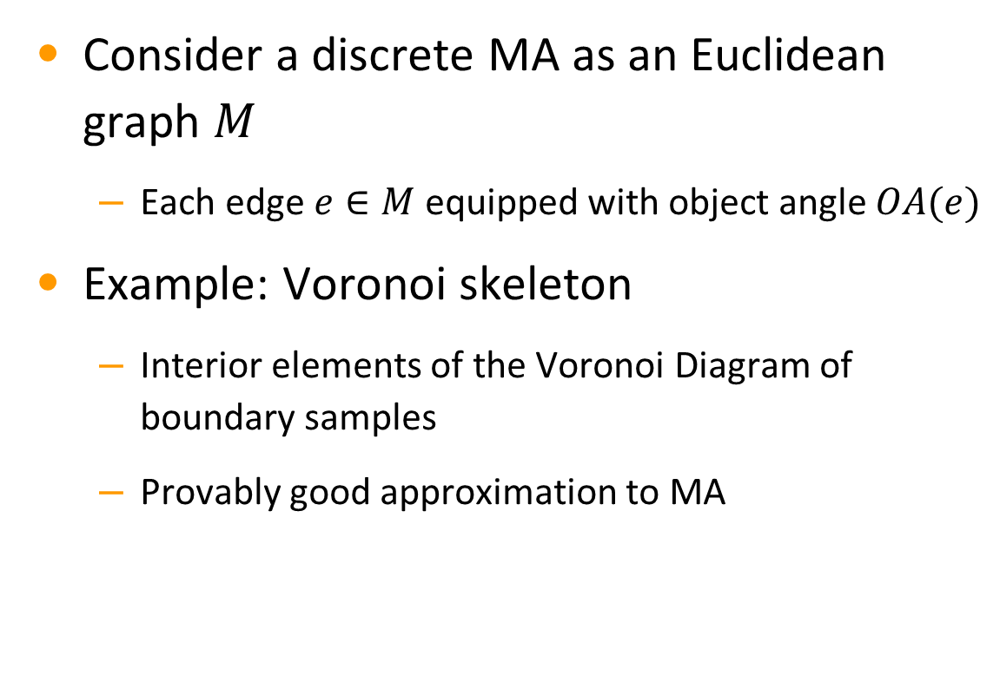 • Consider a discrete MA as an Euclidean
graph 𝑀
– Each edge 𝑒 ∈ 𝑀 equipped with object angle 𝑂𝐴(𝑒)
• Example: Voronoi skeleton
– Interior elements of the Voronoi Diagram of
boundary samples
– Provably good approximation to MA